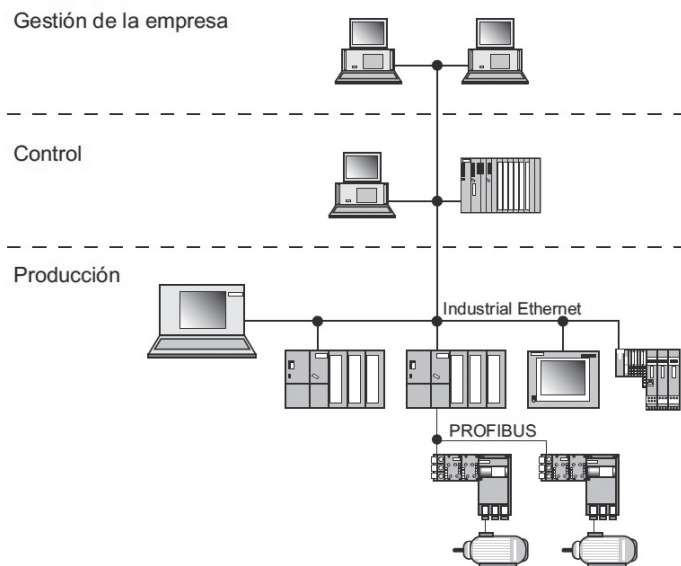 Gestión de la empresa
Control
Producción
Industrial Ethernet
PROFIBUS